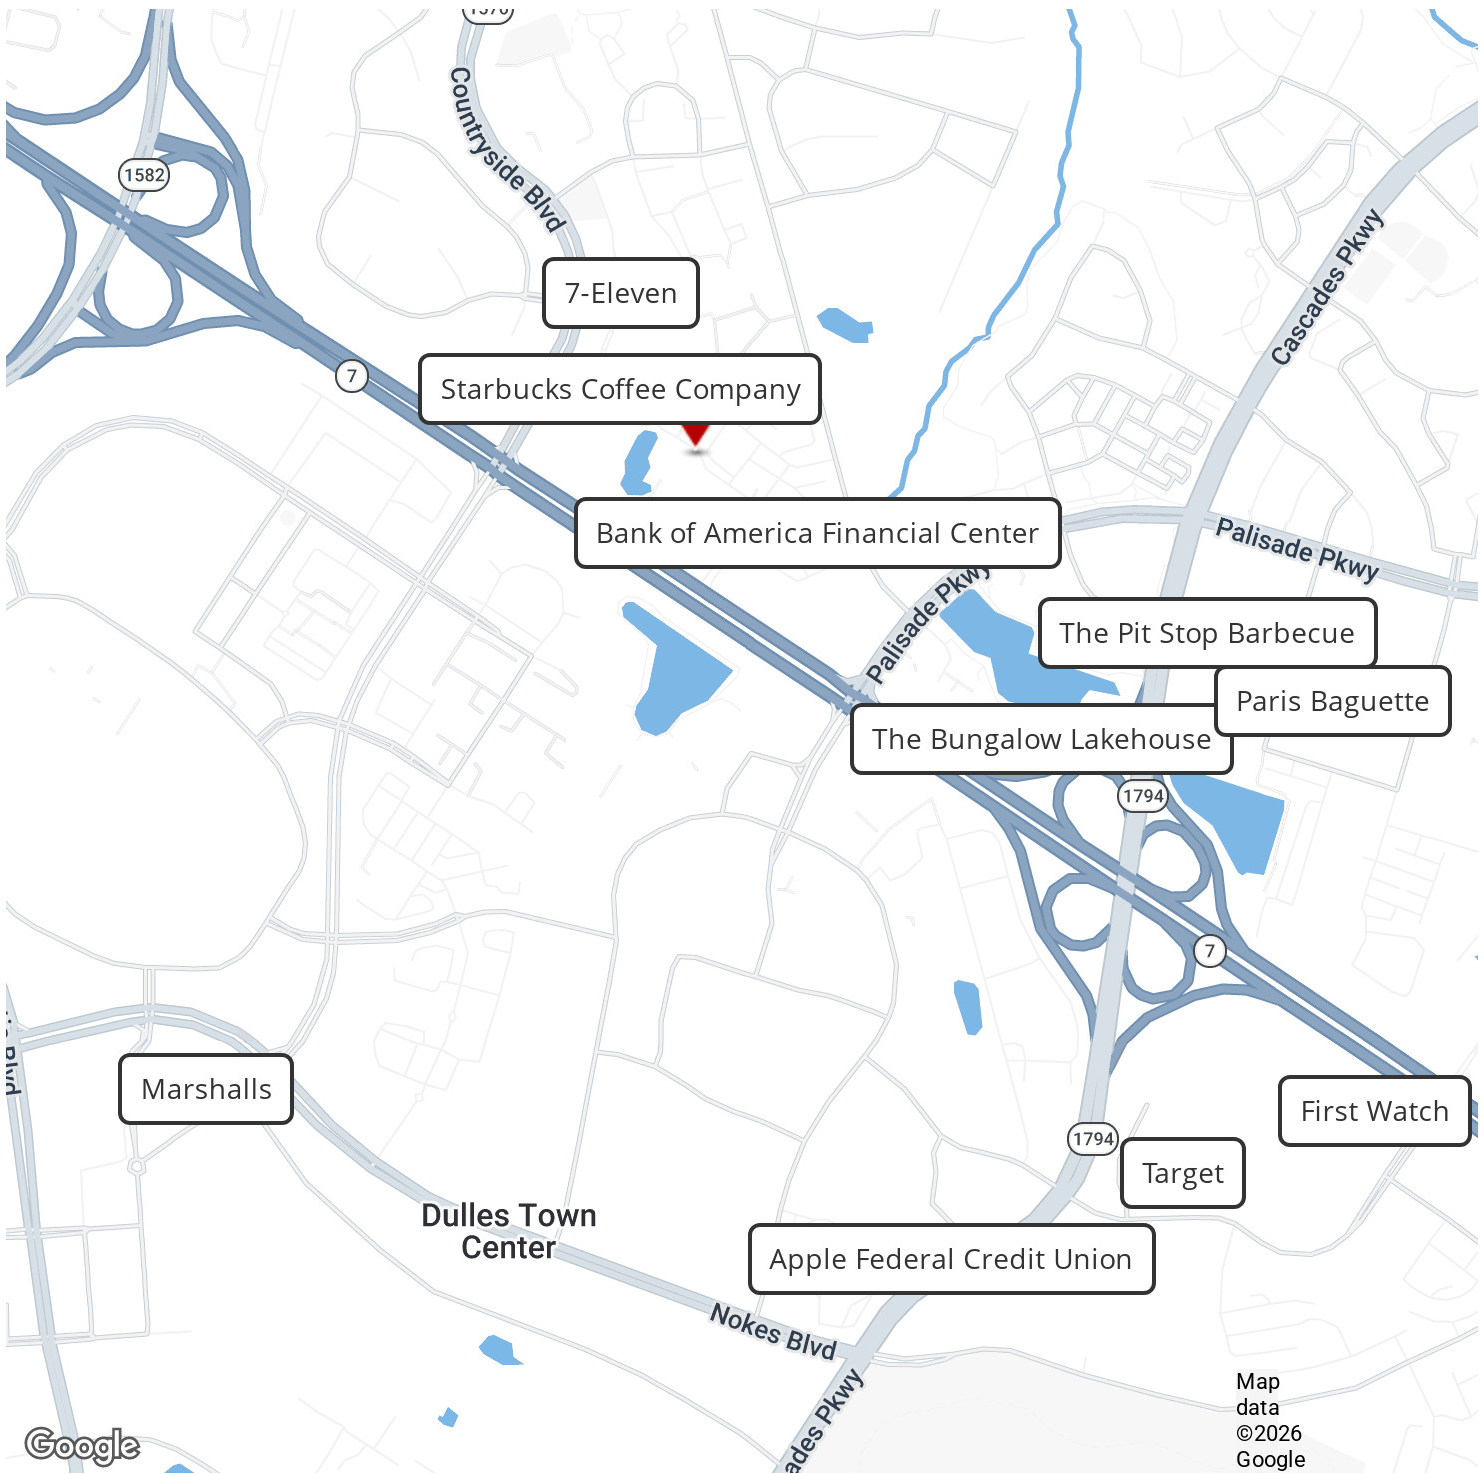 Countryside Blvd
1582
Cascades Pkwy
7-Eleven
7
Starbucks Coffee Company
Bank of America Financial Center
Palisade Pkwy
Palisade Pkwy
The Pit Stop Barbecue
Paris Baguette
The Bungalow Lakehouse
1794
7
Marshalls
First Watch
1794
Target
Dulles Town
Center
Apple Federal Credit Union
Nokes Blvd
Map
data
©2026
Google
Google